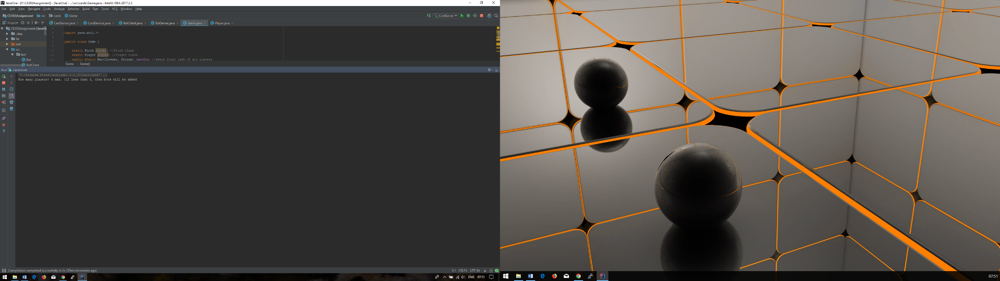 JavaOne - [F:\CE303Assignment] - [JavaOne] - ...\src\cards\Game.java - IntelliJ IDEA 2017.2.5
File Edit View Navigate Code Analyze Refactor Build Run Tools VCS Window Help
CE303Assignment src cards Game
CardServer
Project
CardServer.java CardService.java BotClient.java BotServer.java Game.java Player.java
CE303Assignment [JavaOn
.idea
lib
out
src
bot
Bot
BotClient
4
5 import java.util.*;
6
7 public class Game {
8
9 static Stock stocks; //Stock class
10 static Player player; //Player class
11 public static Map<Integer, String> gameEnd; //keeps final cash of all players
Game Game()
Run CardServer
"C:\Program Files\Java\jdk1.8.0_152\bin\java" ...
How many players? 4 max. (if less than 4, then bots will be added
Compilation completed successfully in 2s 125ms (moments ago)
3:1 CRLF UTF-8
ENG 07:51
07:51